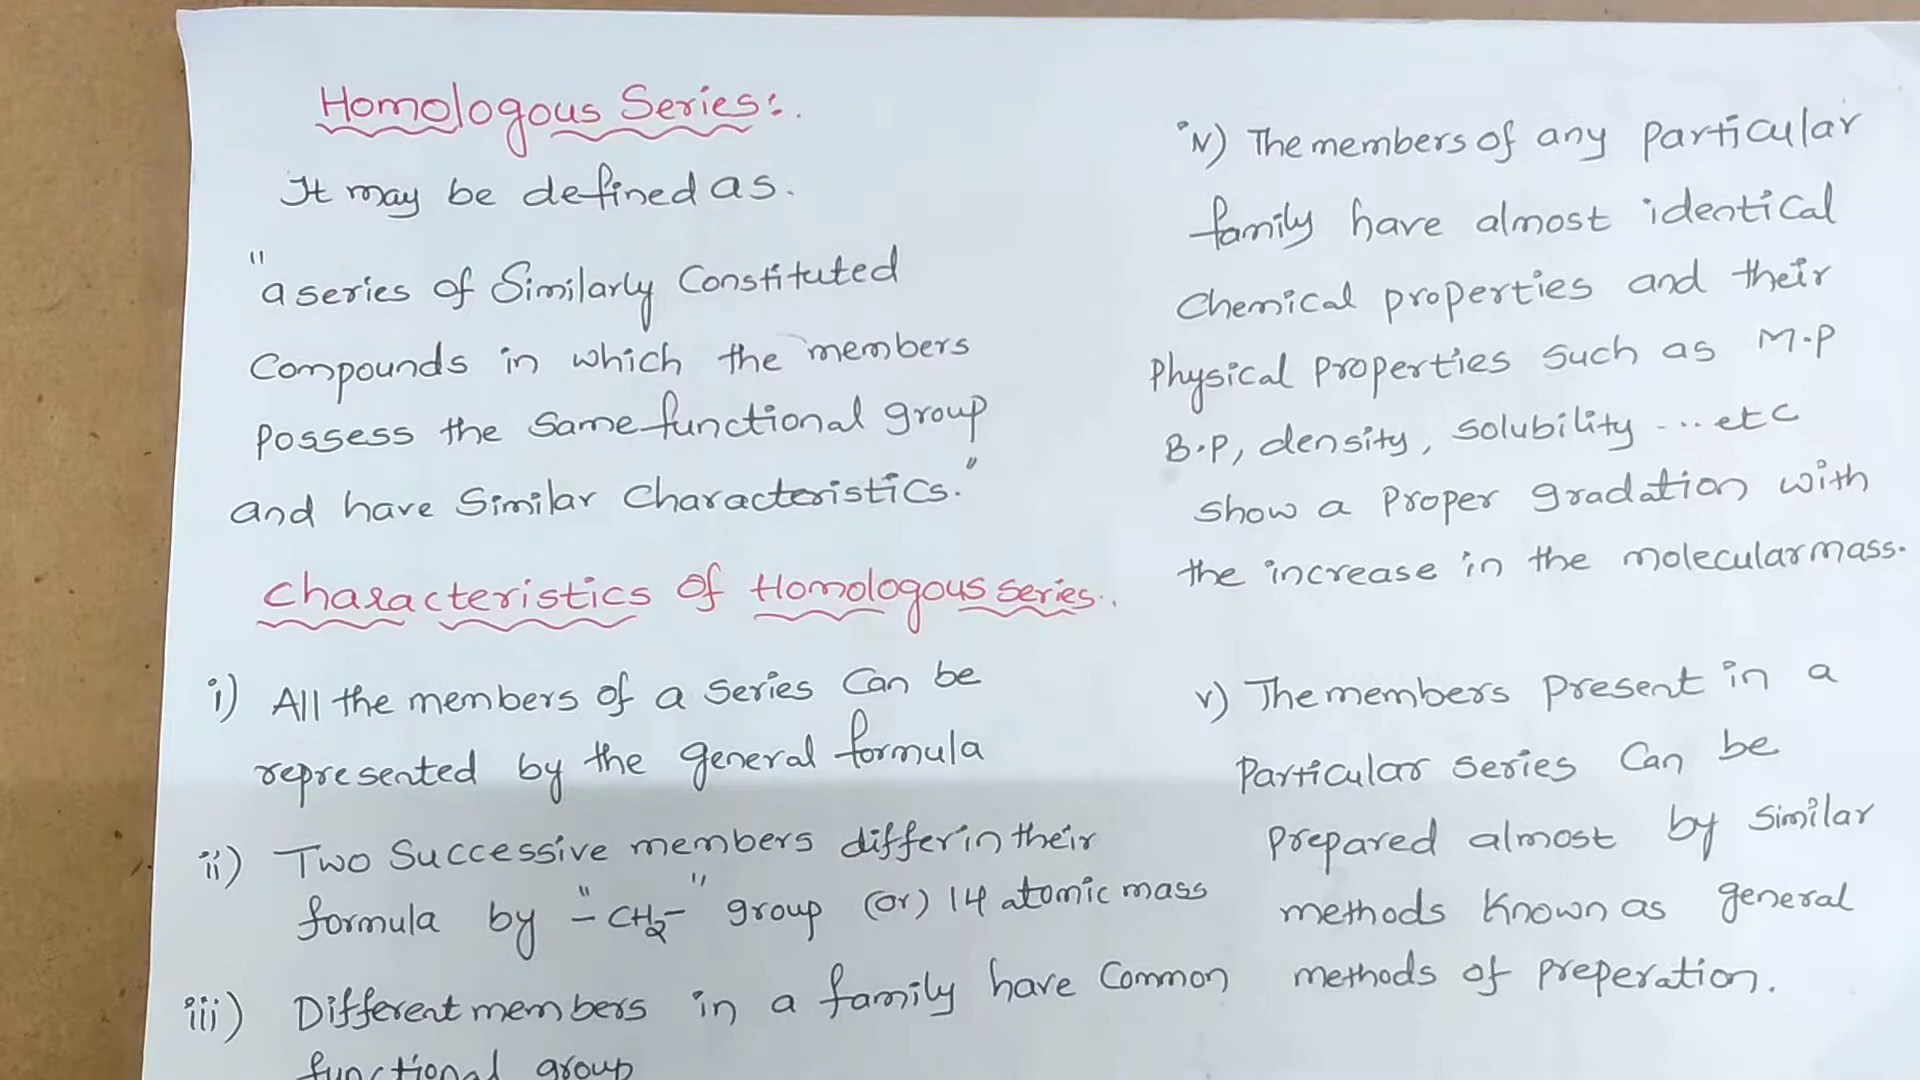 Homologous Series:.
It may be defined as.
"a series of Similarly Constituted
Compounds in which the members
Possess the same functional group
and have Similar Characteristics."
Characteristics of Homologous series..
i) All the members of a series Can be
represented by the general formula
ii) Two Successive members differ in their
formula by "-CH2-" group (or) 14 atomic mass
iii) Different members in a family have Common
functional group
iv) The members of any particular
family have almost identical
Chemical properties and their
Physical properties such as M.P
B.P, density, solubility ... etc
show a proper gradation with
the increase in the molecular mass.
v) The members present in a
Particular series Can be
prepared almost by similar
methods Known as general
methods of preperation.